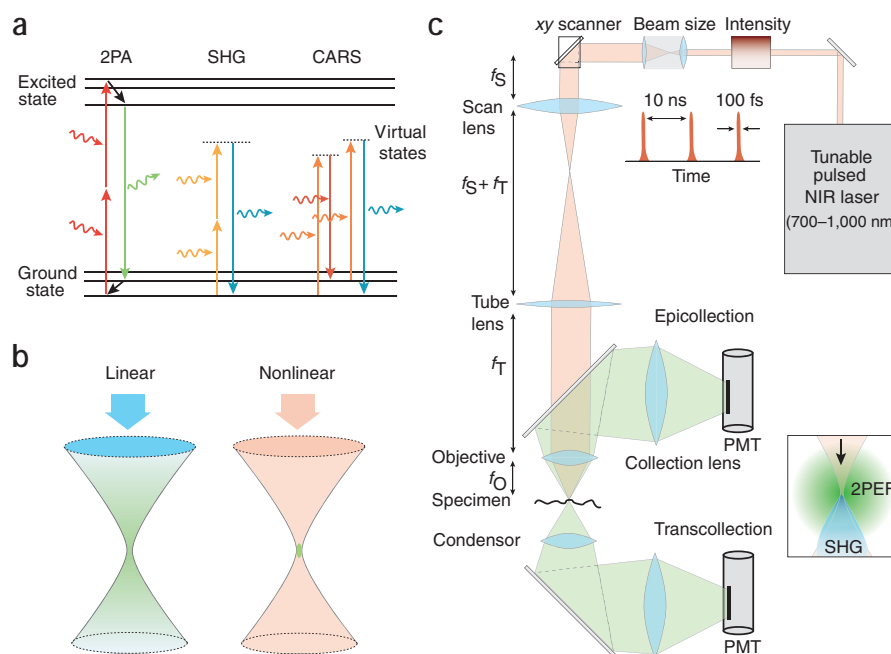 a
2PA SHG CARS
Excited
state
Virtual
states
Ground
state
b
Linear Nonlinear
c
xy scanner Beam size Intensity
fS
Scan
lens
10 ns 100 fs
Time
Tunable
pulsed
NIR laser
(700–1,000 nm
fS + fT
Tube
lens
fT
Epicollection
PMT
Objective
Collection lens
fO
Specimen
Condensor
Transcollection
PMT
2PEF
SHG